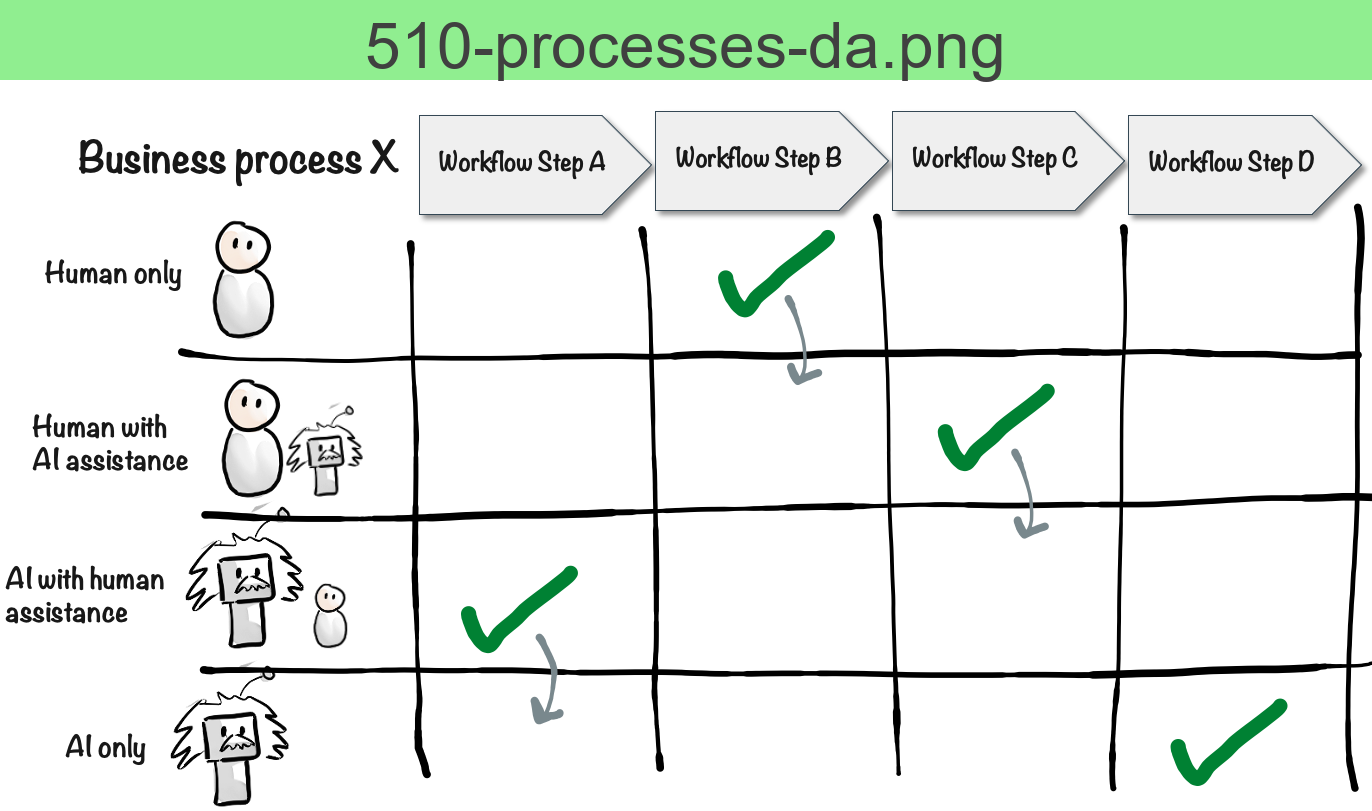 510-processes-da.png
Business process X
Workflow Step A
Workflow Step B
Workflow Step C
Workflow Step D
Human only
Human with
AI assistance
AI with human
assistance
AI only